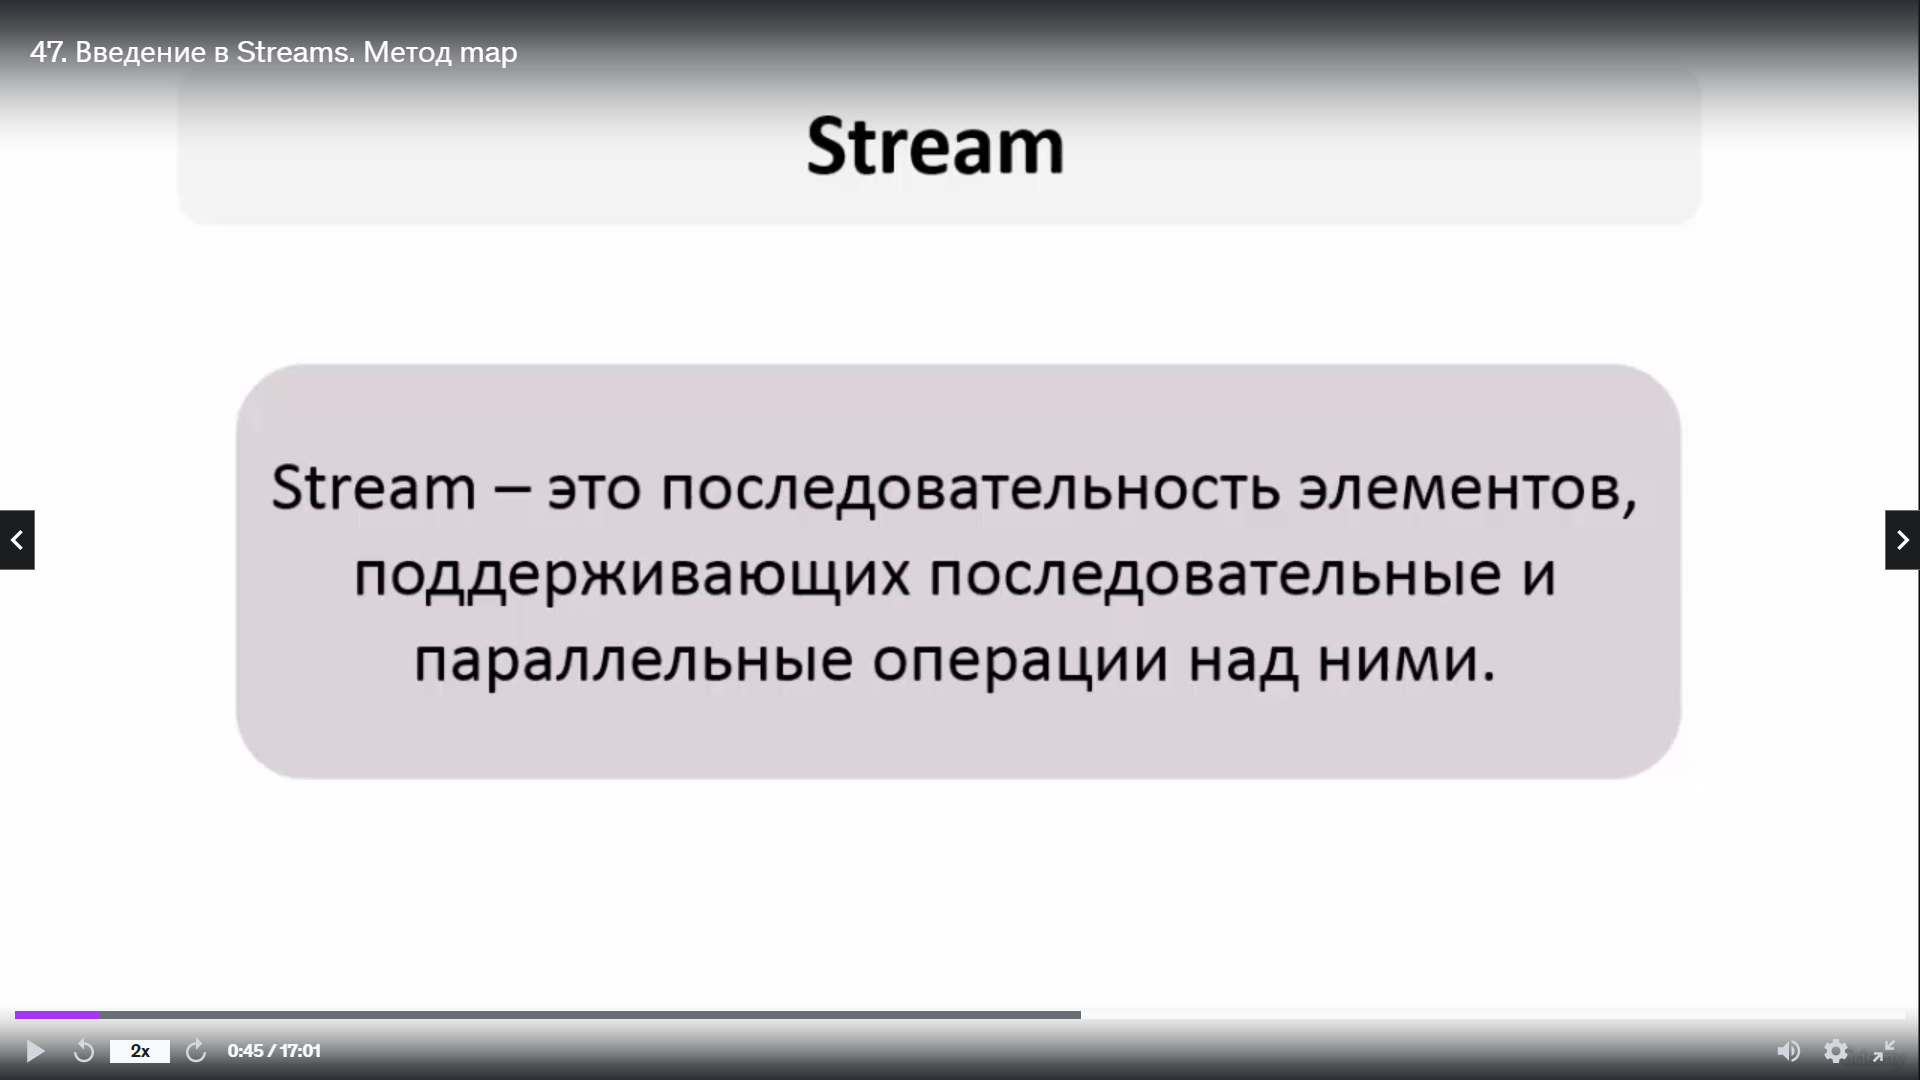 47. Введение в Streams. Метод map
Stream
Stream – это последовательность элементов,
поддерживающих последовательные и
параллельные операции над ними.
2x
0:45 / 17:01